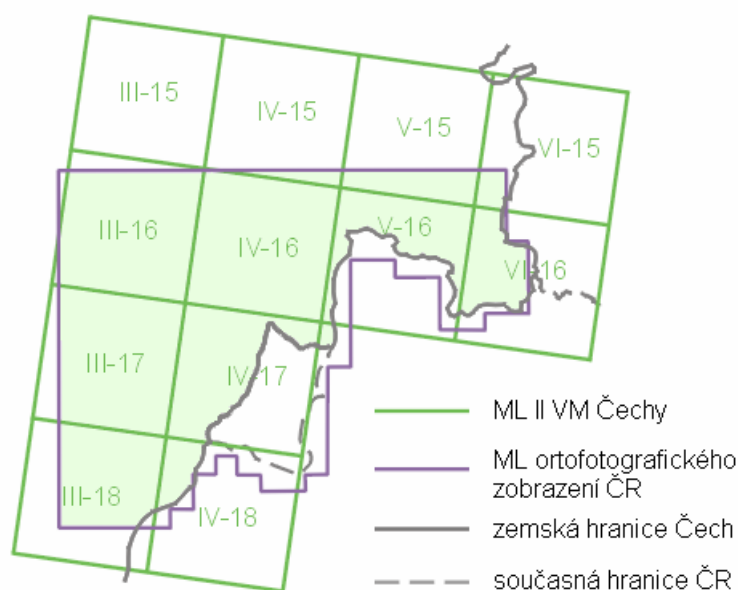 III-15
IV-15
V-15
VI-15
III-16
IV-16
V-16
VI-16
III-17
IV-17
III-18
IV-18
ML II VM Čechy
ML ortofotografického
zobrazení ČR
zemská hranice Čech
současná hranice ČR